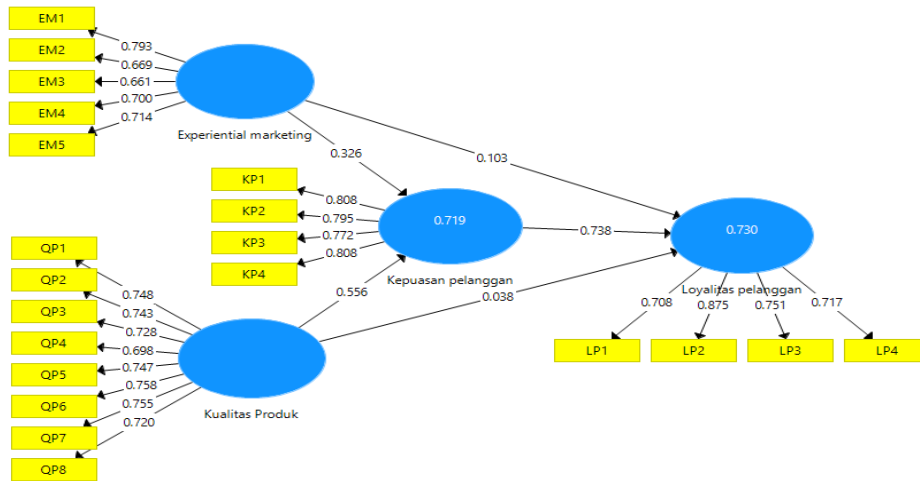 EM1
EM2
EM3
EM4
EM5
0.793
0.669
0.661
0.700
0.714
Experiential marketing
0.326
0.103
KP1
KP2
KP3
KP4
0.808
0.795
0.772
0.808
0.719
Kepuasan pelanggan
0.738
0.730
Loyalitas pelanggan
0.556
0.038
QP1
QP2
QP3
QP4
QP5
QP6
QP7
QP8
0.748
0.743
0.728
0.698
0.747
0.758
0.755
0.720
Kualitas Produk
0.708
0.875
0.751
0.717
LP1
LP2
LP3
LP4